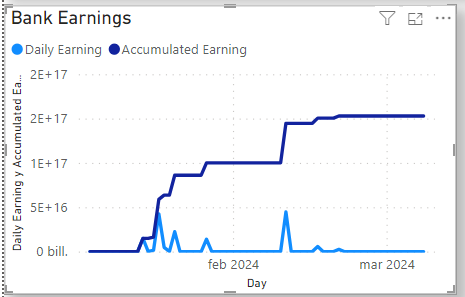 Bank Earnings
Daily Earning Accumulated Earning
Daily Earning y Accumulated Ea...
2E+17
2E+17
1E+17
5E+16
0 bill.
feb 2024 mar 2024
Day